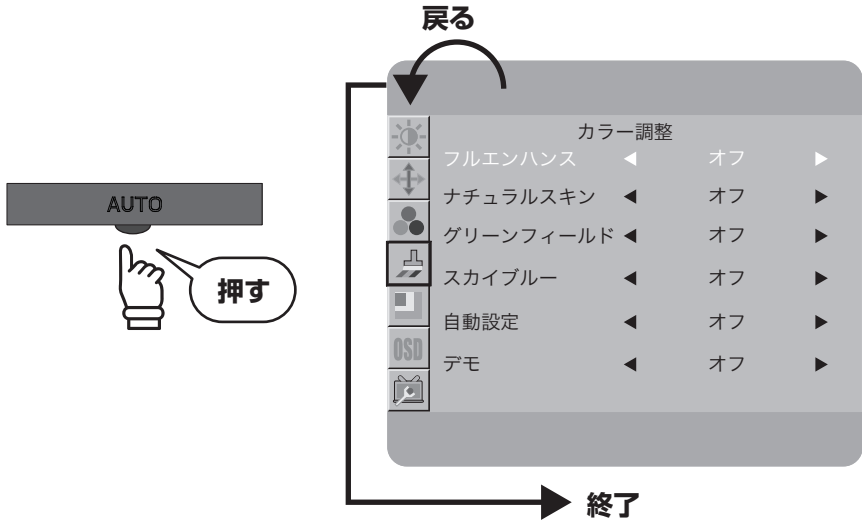 戻る
カラー調整
フルエンハンス ◀ オフ ▶
ナチュラルスキン ◀ オフ ▶
グリーンフィールド ◀ オフ ▶
スカイブルー ◀ オフ ▶
自動設定 ◀ オフ ▶
デモ ◀ オフ ▶
OSD
AUTO
押す
終了